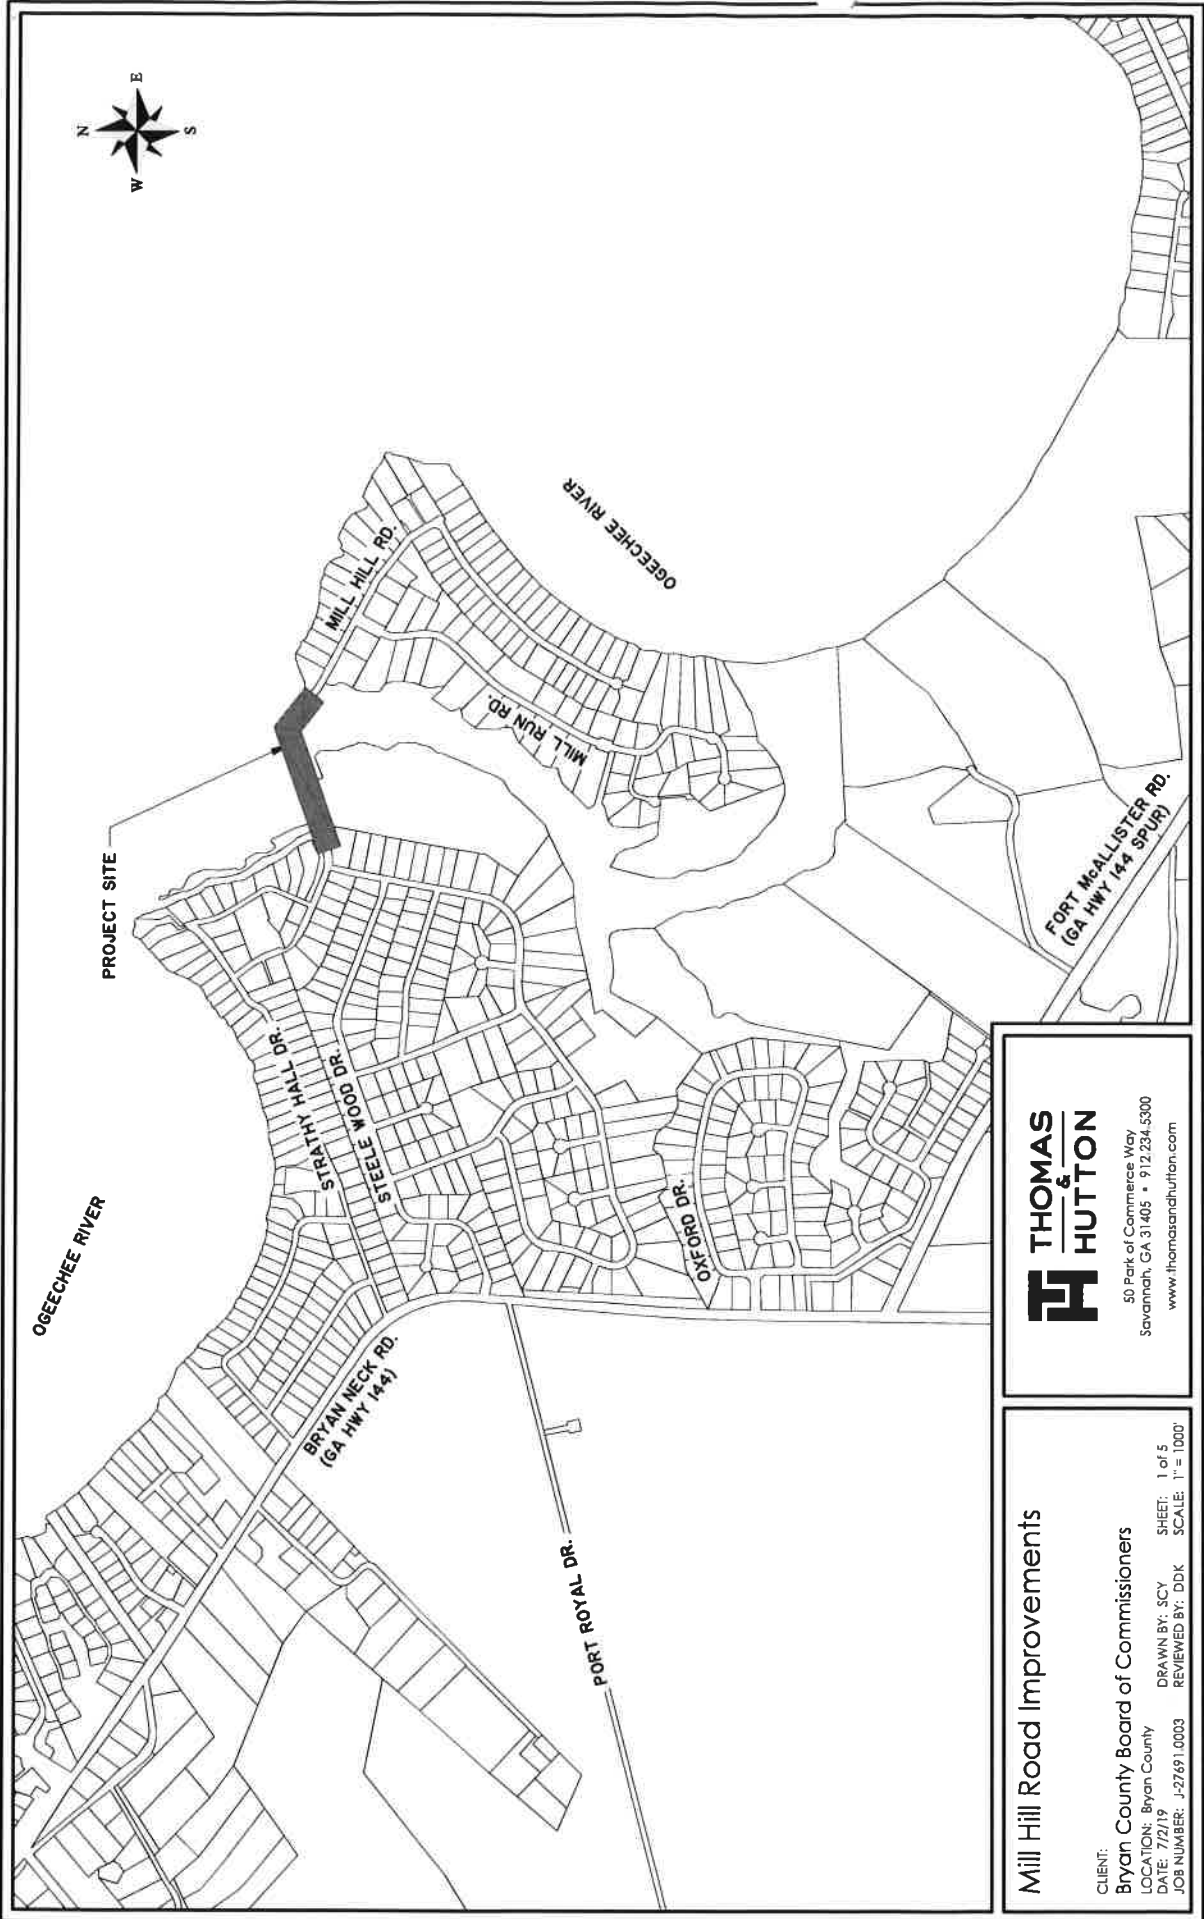 N
E
S
W
PROJECT SITE
OGEECHEE RIVER
MILL HILL RD.
OGEECHEE RIVER
MILL RUN RD.
STRATHY HALL DR.
STEELE WOOD DR.
BRYAN NECK RD.
(GA HWY 144)
OXFORD DR.
PORT ROYAL DR.
FORT McALLISTER RD.
(GA HWY 144 SPUR)
Mill Hill Road Improvements
CLIENT:
Bryan County Board of Commissioners
LOCATION: Bryan County
DATE: 7/2/19 DRAWN BY: SCY SHEET: 1 of 5
JOB NUMBER: J-27691.0003 REVIEWED BY: DDK SCALE: 1" = 1000'
TH THOMAS
&
HUTTON
50 Park of Commerce Way
Savannah, GA 31405 • 912.234.5300
www.thomasandhutton.com